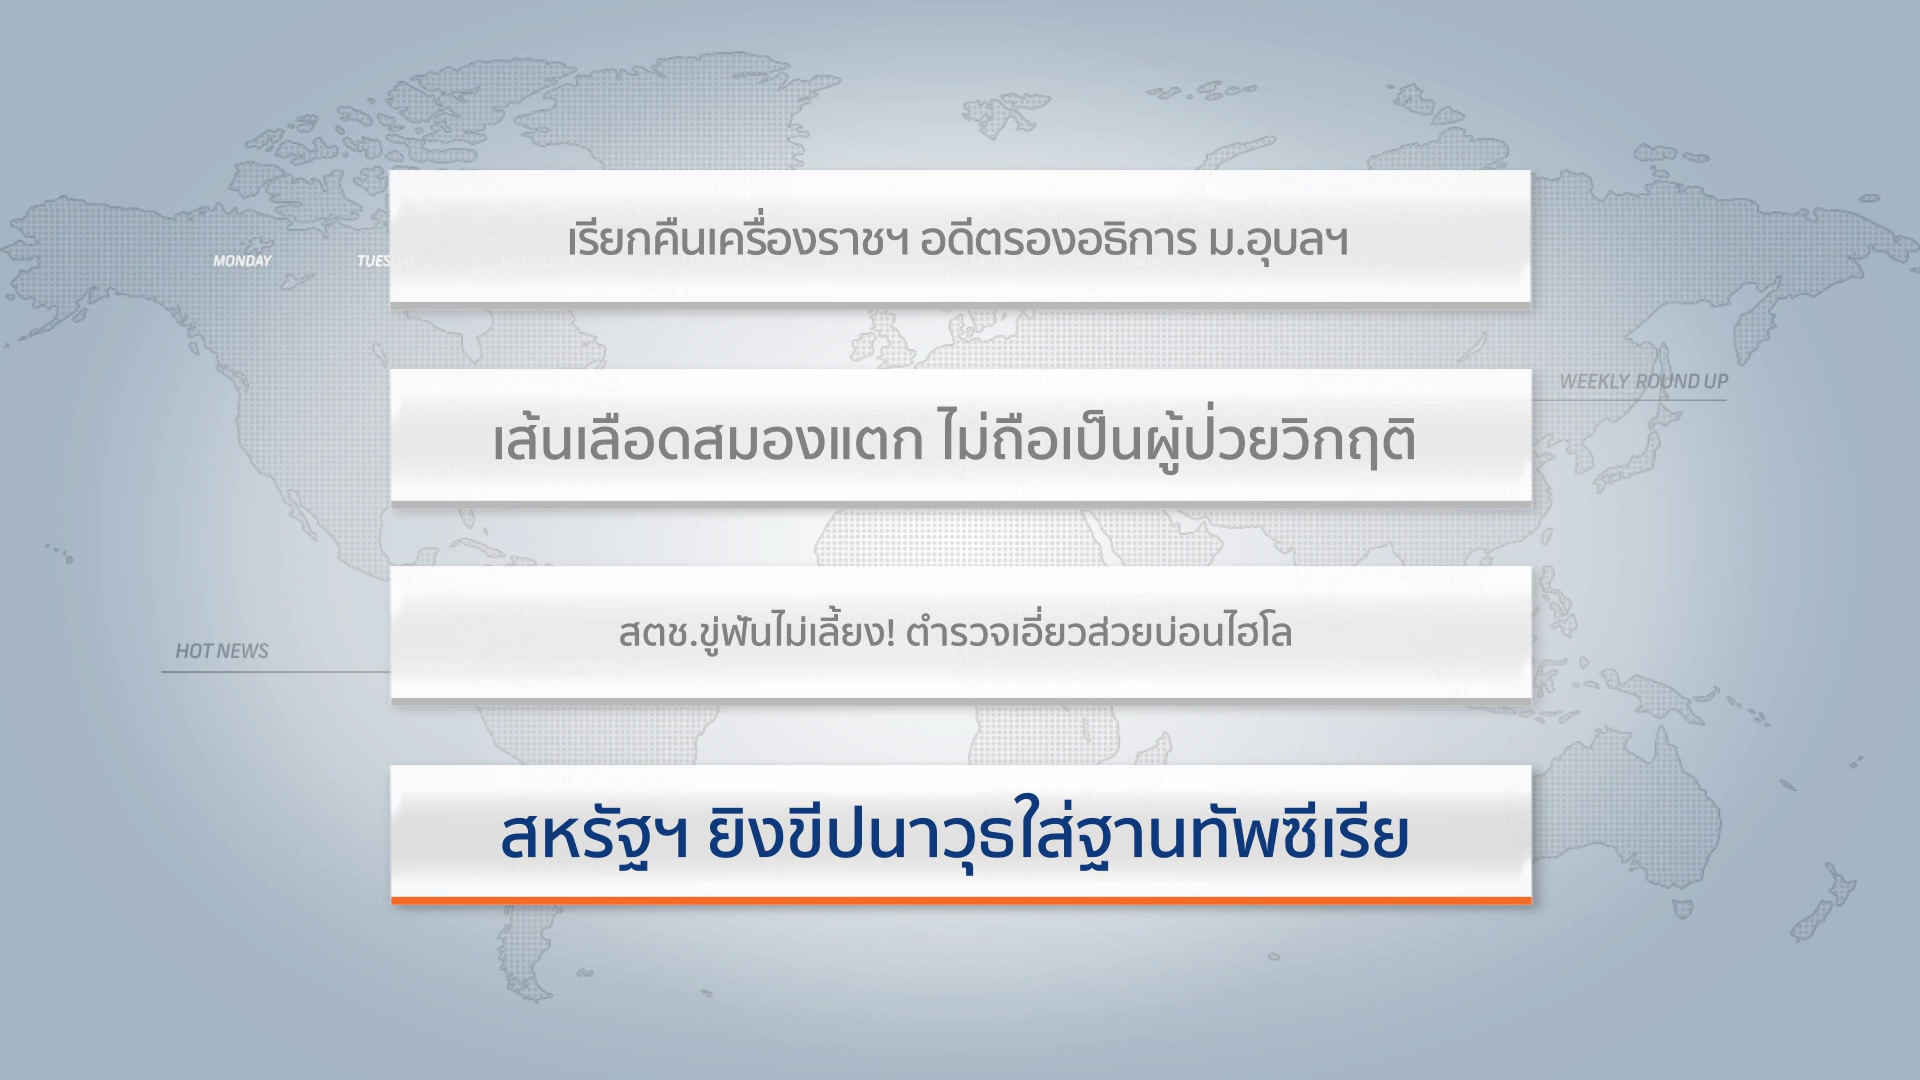 เรียกคืนเครื่องราชฯ อดีตรองอธิการ ม.อุบลฯ
MONDAY TUESDAY WEDNESDAY
WEEKLY ROUND UP
เส้นเลือดสมองแตก ไม่ถือเป็นผู้ป่วยวิกฤติ
สตช.ขู่ฟันไม่เลี้ยง! ตำรวจเอี่ยวส่วยบ่อนไฮโล
HOT NEWS
สหรัฐฯ ยิงขีปนาวุธใส่ฐานทัพซีเรีย